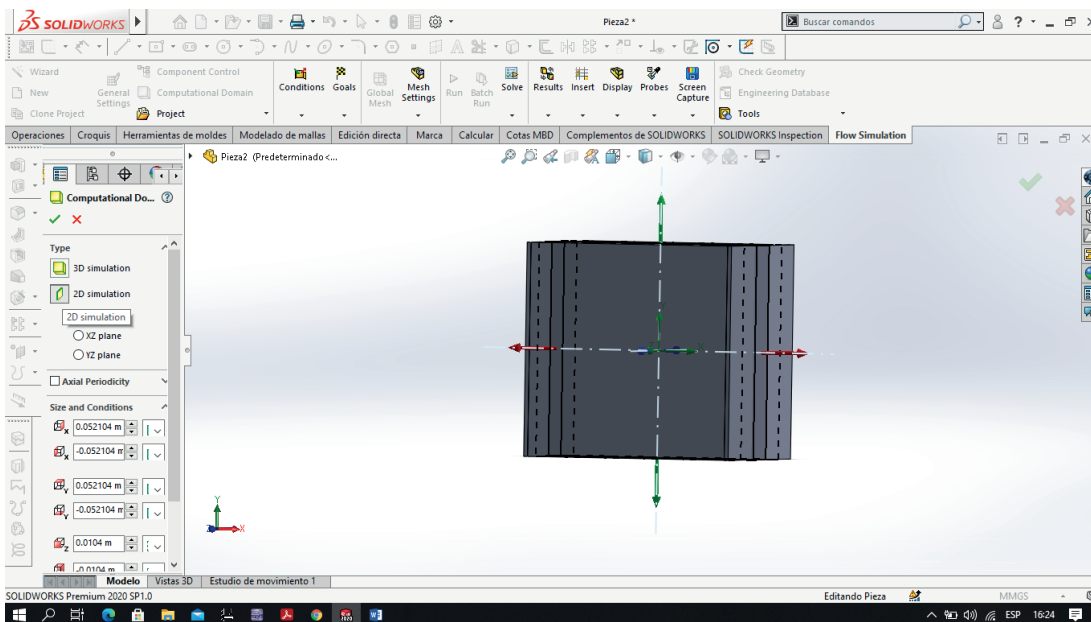 SOLIDWORKS
Pieza2 *
Buscar comandos
Wizard
New
Clone Project
General Settings
Component Control
Computational Domain
Project
Conditions
Goals
Global Mesh
Mesh Settings
Run
Batch Run
Solve
Results
Insert
Display
Probes
Screen Capture
Check Geometry
Engineering Database
Tools
Operaciones Croquis Herramientas de moldes Modelado de mallas Edición directa Marca Calcular Cotas MBD Complementos de SOLIDWORKS SOLIDWORKS Inspection Flow Simulation
Pieza2 (Predeterminado<...
Computational Do...
Type
3D simulation
2D simulation
2D simulation
XZ plane
YZ plane
Axial Periodicity
Size and Conditions
X 0.052104 m
X -0.052104 m
Y 0.052104 m
Y -0.052104 m
Z 0.0104 m
-0.0104 m
Y
Z X
Modelo Vistas 3D Estudio de movimiento 1
SOLIDWORKS Premium 2020 SP1.0
Editando Pieza
MMGS
ESP 16:24